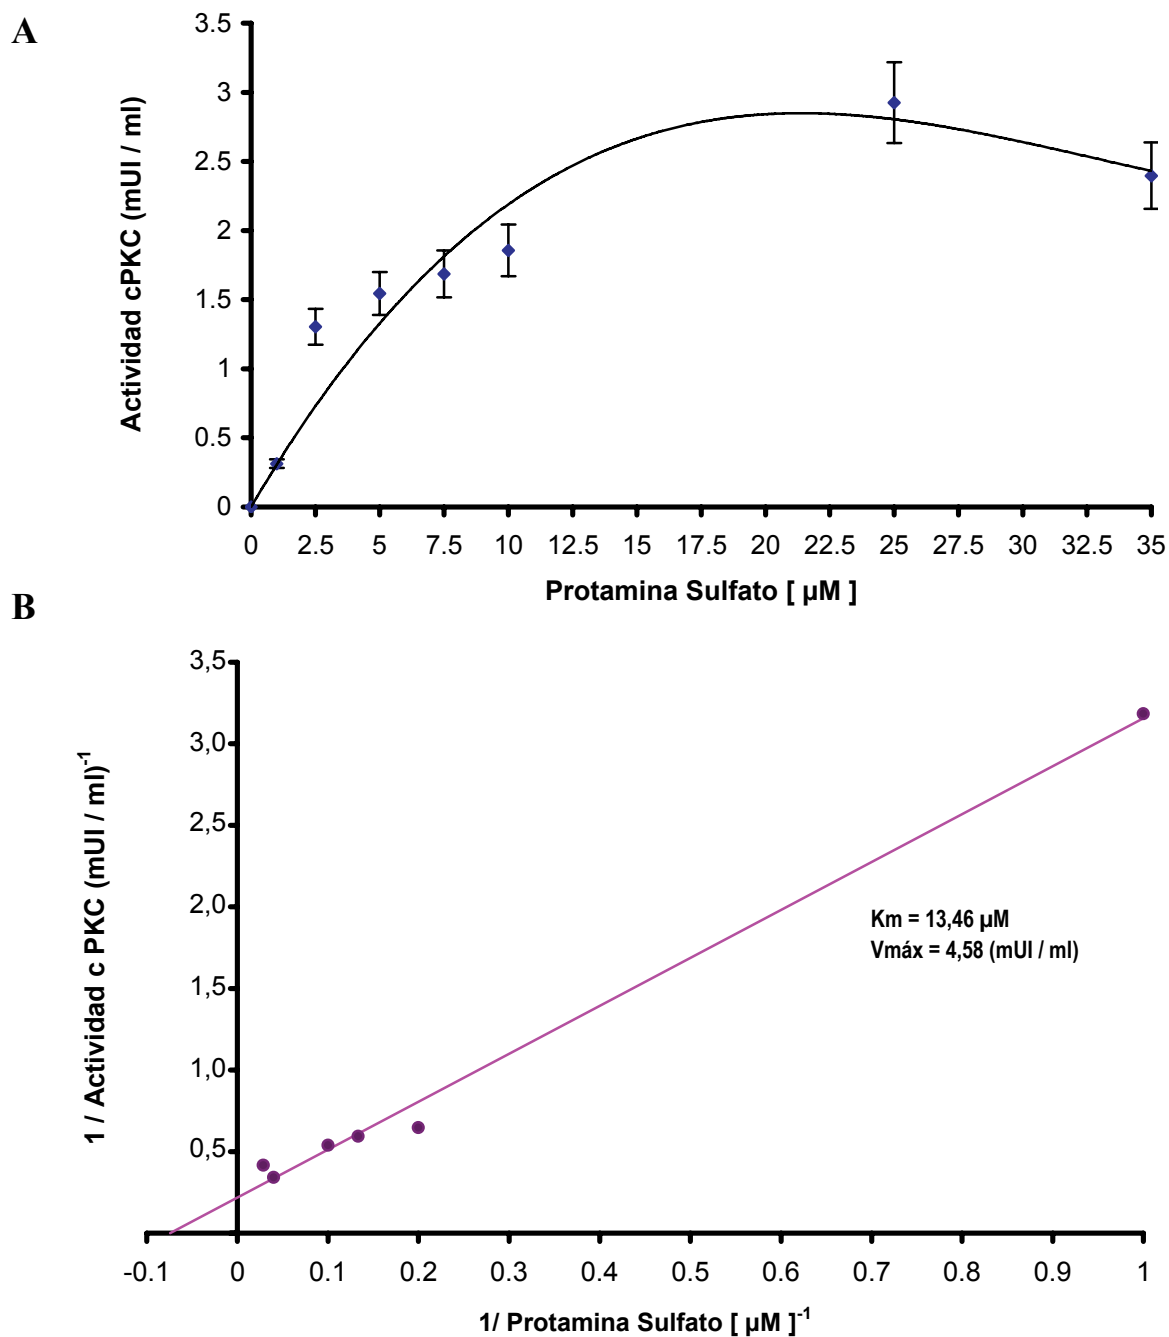 A
3.5
3
2.5
2
1.5
1
0.5
0
Actividad cPKC (mUI / ml)
0 2.5 5 7.5 10 12.5 15 17.5 20 22.5 25 27.5 30 32.5 35
Protamina Sulfato [ µM ]
B
3,5
3,0
2,5
2,0
1,5
1,0
0,5
1 / Actividad c PKC (mUI / ml)-1
Km = 13,46 µM
Vmáx = 4,58 (mUI / ml)
-0.1 0 0.1 0.2 0.3 0.4 0.5 0.6 0.7 0.8 0.9 1
1/ Protamina Sulfato [ µM ]-1